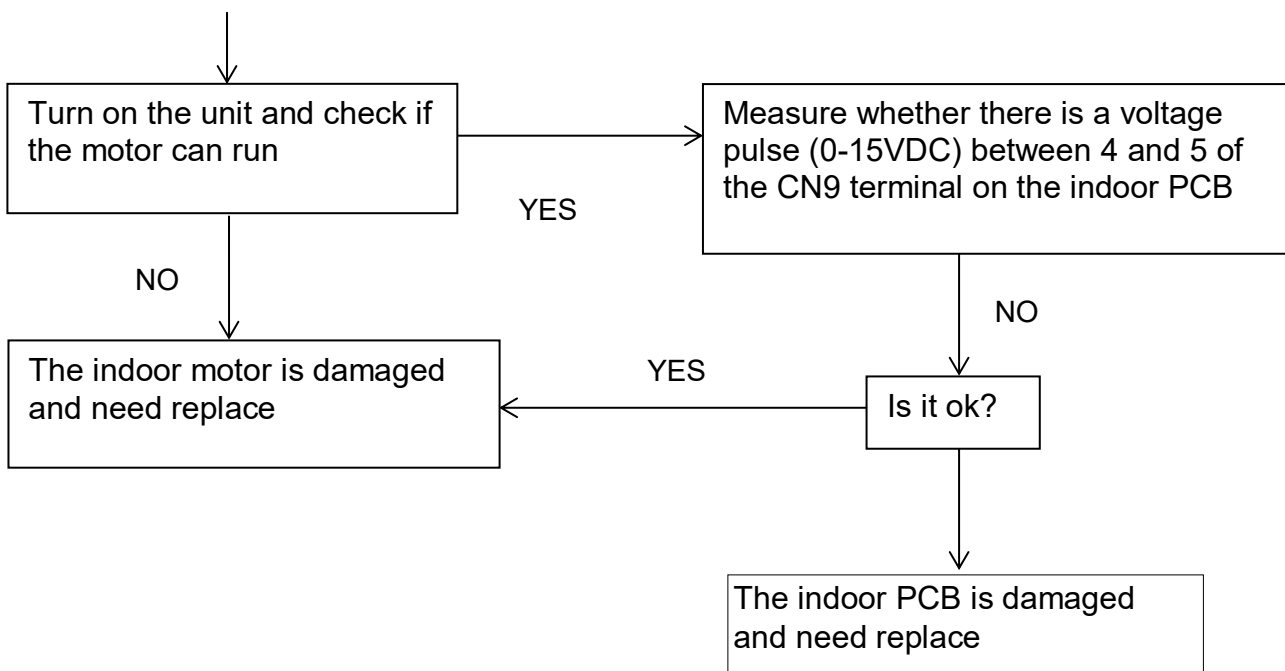 Turn on the unit and check if
the motor can run
YES
Measure whether there is a voltage
pulse (0-15VDC) between 4 and 5 of
the CN9 terminal on the indoor PCB
NO
NO
The indoor motor is damaged
and need replace
YES
Is it ok?
The indoor PCB is damaged
and need replace